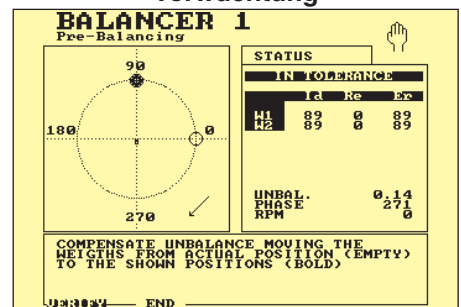 BALANCER 1
Pre-Balancing
STATUS
IN TOLERANCE
Id Re Er
W1 89 0 89
W2 89 0 89
90
180
0
270
UNBAL. 0.14
PHASE 271
RPM 0
COMPENSATE UNBALANCE MOVING THE
WEIGTHS FROM ACTUAL POSITION (EMPTY)
TO THE SHOWN POSITIONS (BOLD)
END